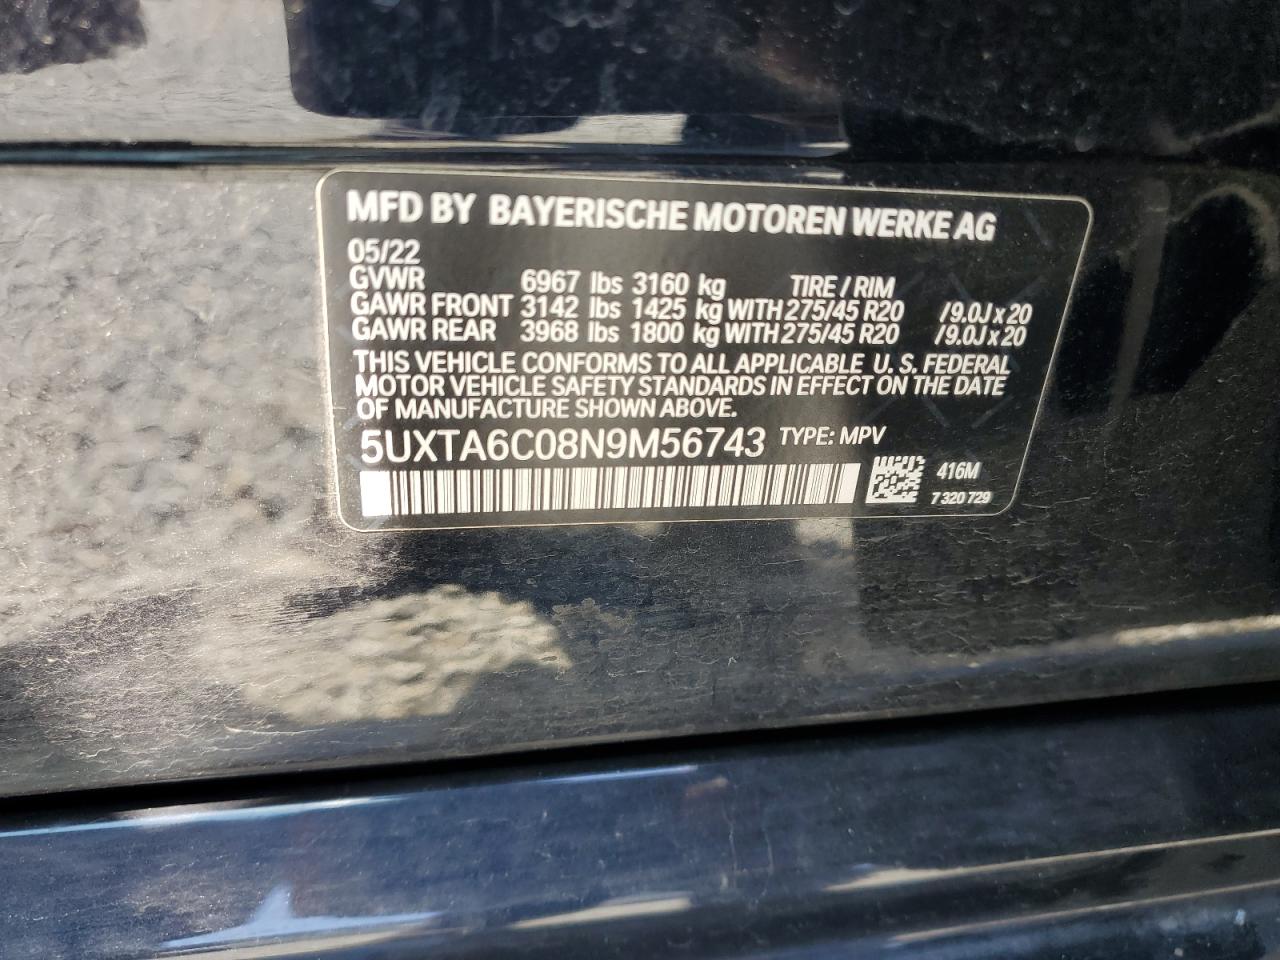 MFD BY BAYERISCHE MOTOREN WERKE AG
05/22
GVWR 6967 lbs 3160 kg TIRE / RIM
GAWR FRONT 3142 lbs 1425 kg WITH 275/45 R20 /9.0J x 20
GAWR REAR 3968 lbs 1800 kg WITH 275/45 R20 /9.0J x 20
THIS VEHICLE CONFORMS TO ALL APPLICABLE U. S. FEDERAL
MOTOR VEHICLE SAFETY STANDARDS IN EFFECT ON THE DATE
OF MANUFACTURE SHOWN ABOVE.
5UXTA6C08N9M56743 TYPE: MPV
416M
7 320 729